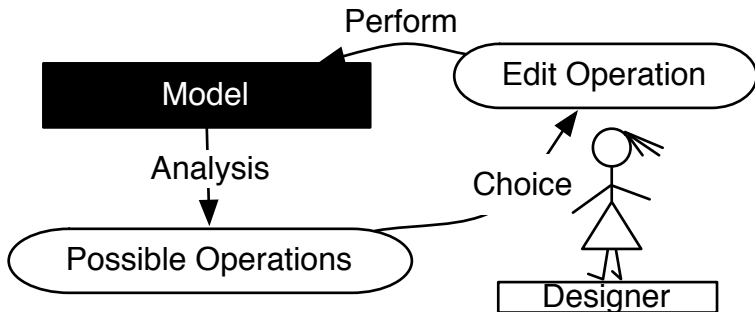 Perform
Edit Operation
Model
Analysis
Choice
Possible Operations
Designer